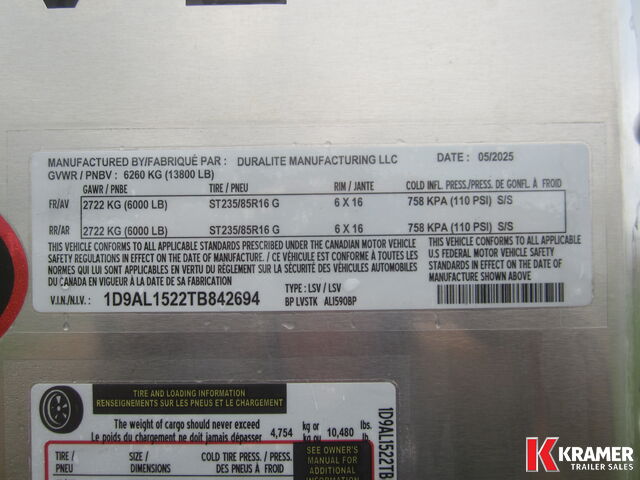 MANUFACTURED BY/FABRIQUÉ PAR : DURALITE MANUFACTURING LLC DATE : 05/2025
GVWR / PNBV : 6260 KG (13800 LB)
GAWR / PNBE TIRE / PNEU RIM / JANTE COLD INFL. PRESS./PRESS. DE GONFL. À FROID
FR/AV 2722 KG (6000 LB) ST235/85R16 G 6 X 16 758 KPA (110 PSI) S/S
RR/AR 2722 KG (6000 LB) ST235/85R16 G 6 X 16 758 KPA (110 PSI) S/S
THIS VEHICLE CONFORMS TO ALL APPLICABLE STANDARDS PRESCRIBED UNDER THE CANADIAN MOTOR VEHICLE
SAFETY REGULATIONS IN EFFECT ON THE DATE OF MANUFACTURE. / CE VÉHICULE EST CONFORME À TOUTES LES
NORMES QUI LUI SONT APPLICABLES EN VERTU DU RÈGLEMENT SUR LA SÉCURITÉ DES VÉHICULES AUTOMOBILES
DU CANADA EN VIGUEUR À LA DATE DE SA FABRICATION
THIS VEHICLE CONFORMS TO ALL APPLICABLE
U.S FEDERAL MOTOR VEHICLE SAFETY
STANDARDS IN EFFECT ON THE DATE OF
MANUFACTURE
V.I.N./N.I.V.: 1D9AL1522TB842694
TYPE : LSV / LSV
BP LVSTK ALI590BP
TIRE AND LOADING INFORMATION
RENSEIGNEMENTS SUR LES PNEUS ET LE CHARGEMENT
The weight of cargo should never exceed
Le poids du chargement ne doit jamais dépasser 4,754 kg or kg ou 10,480 lbs. lb
TIRE / SIZE / COLD TIRE PRESS./
PNEU DIMENSIONS DES PNEUS À FROID
SEE OWNER'S
MANUAL FOR
ADDITIONAL
1D9AL1522TB
KRAMER
TRAILER SALES